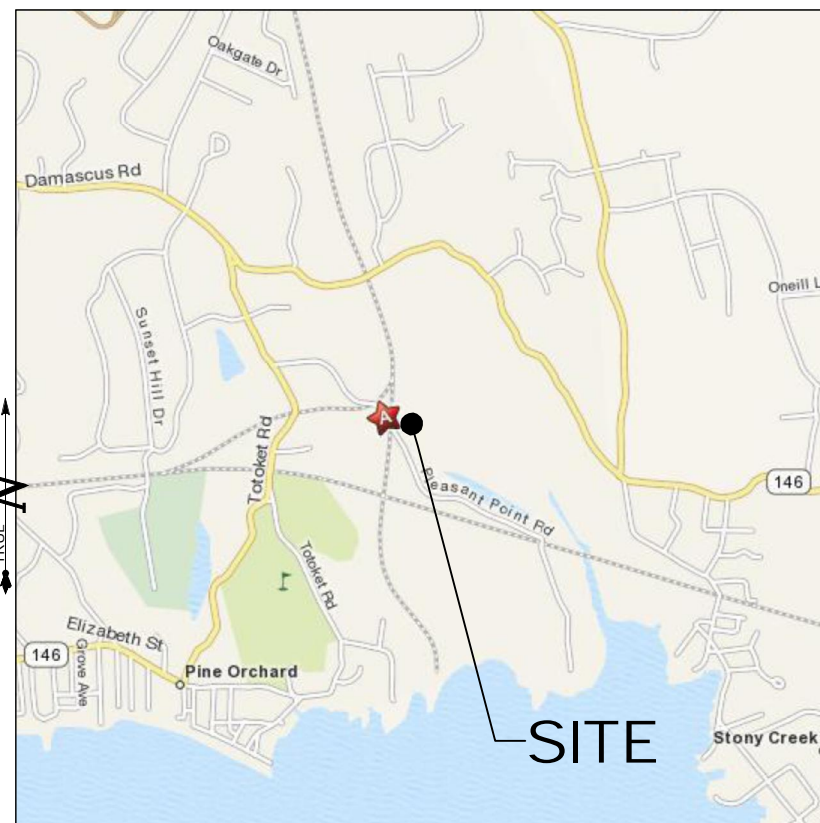 Oakgate Dr
Damascus Rd
Oneill L
Sunset Hill Dr
A
Totoket Rd
Pleasant Point Rd
146
N
TRUE
Totoket Rd
Elizabeth St
146
Grove Ave
Pine Orchard
SITE
Stony Creek